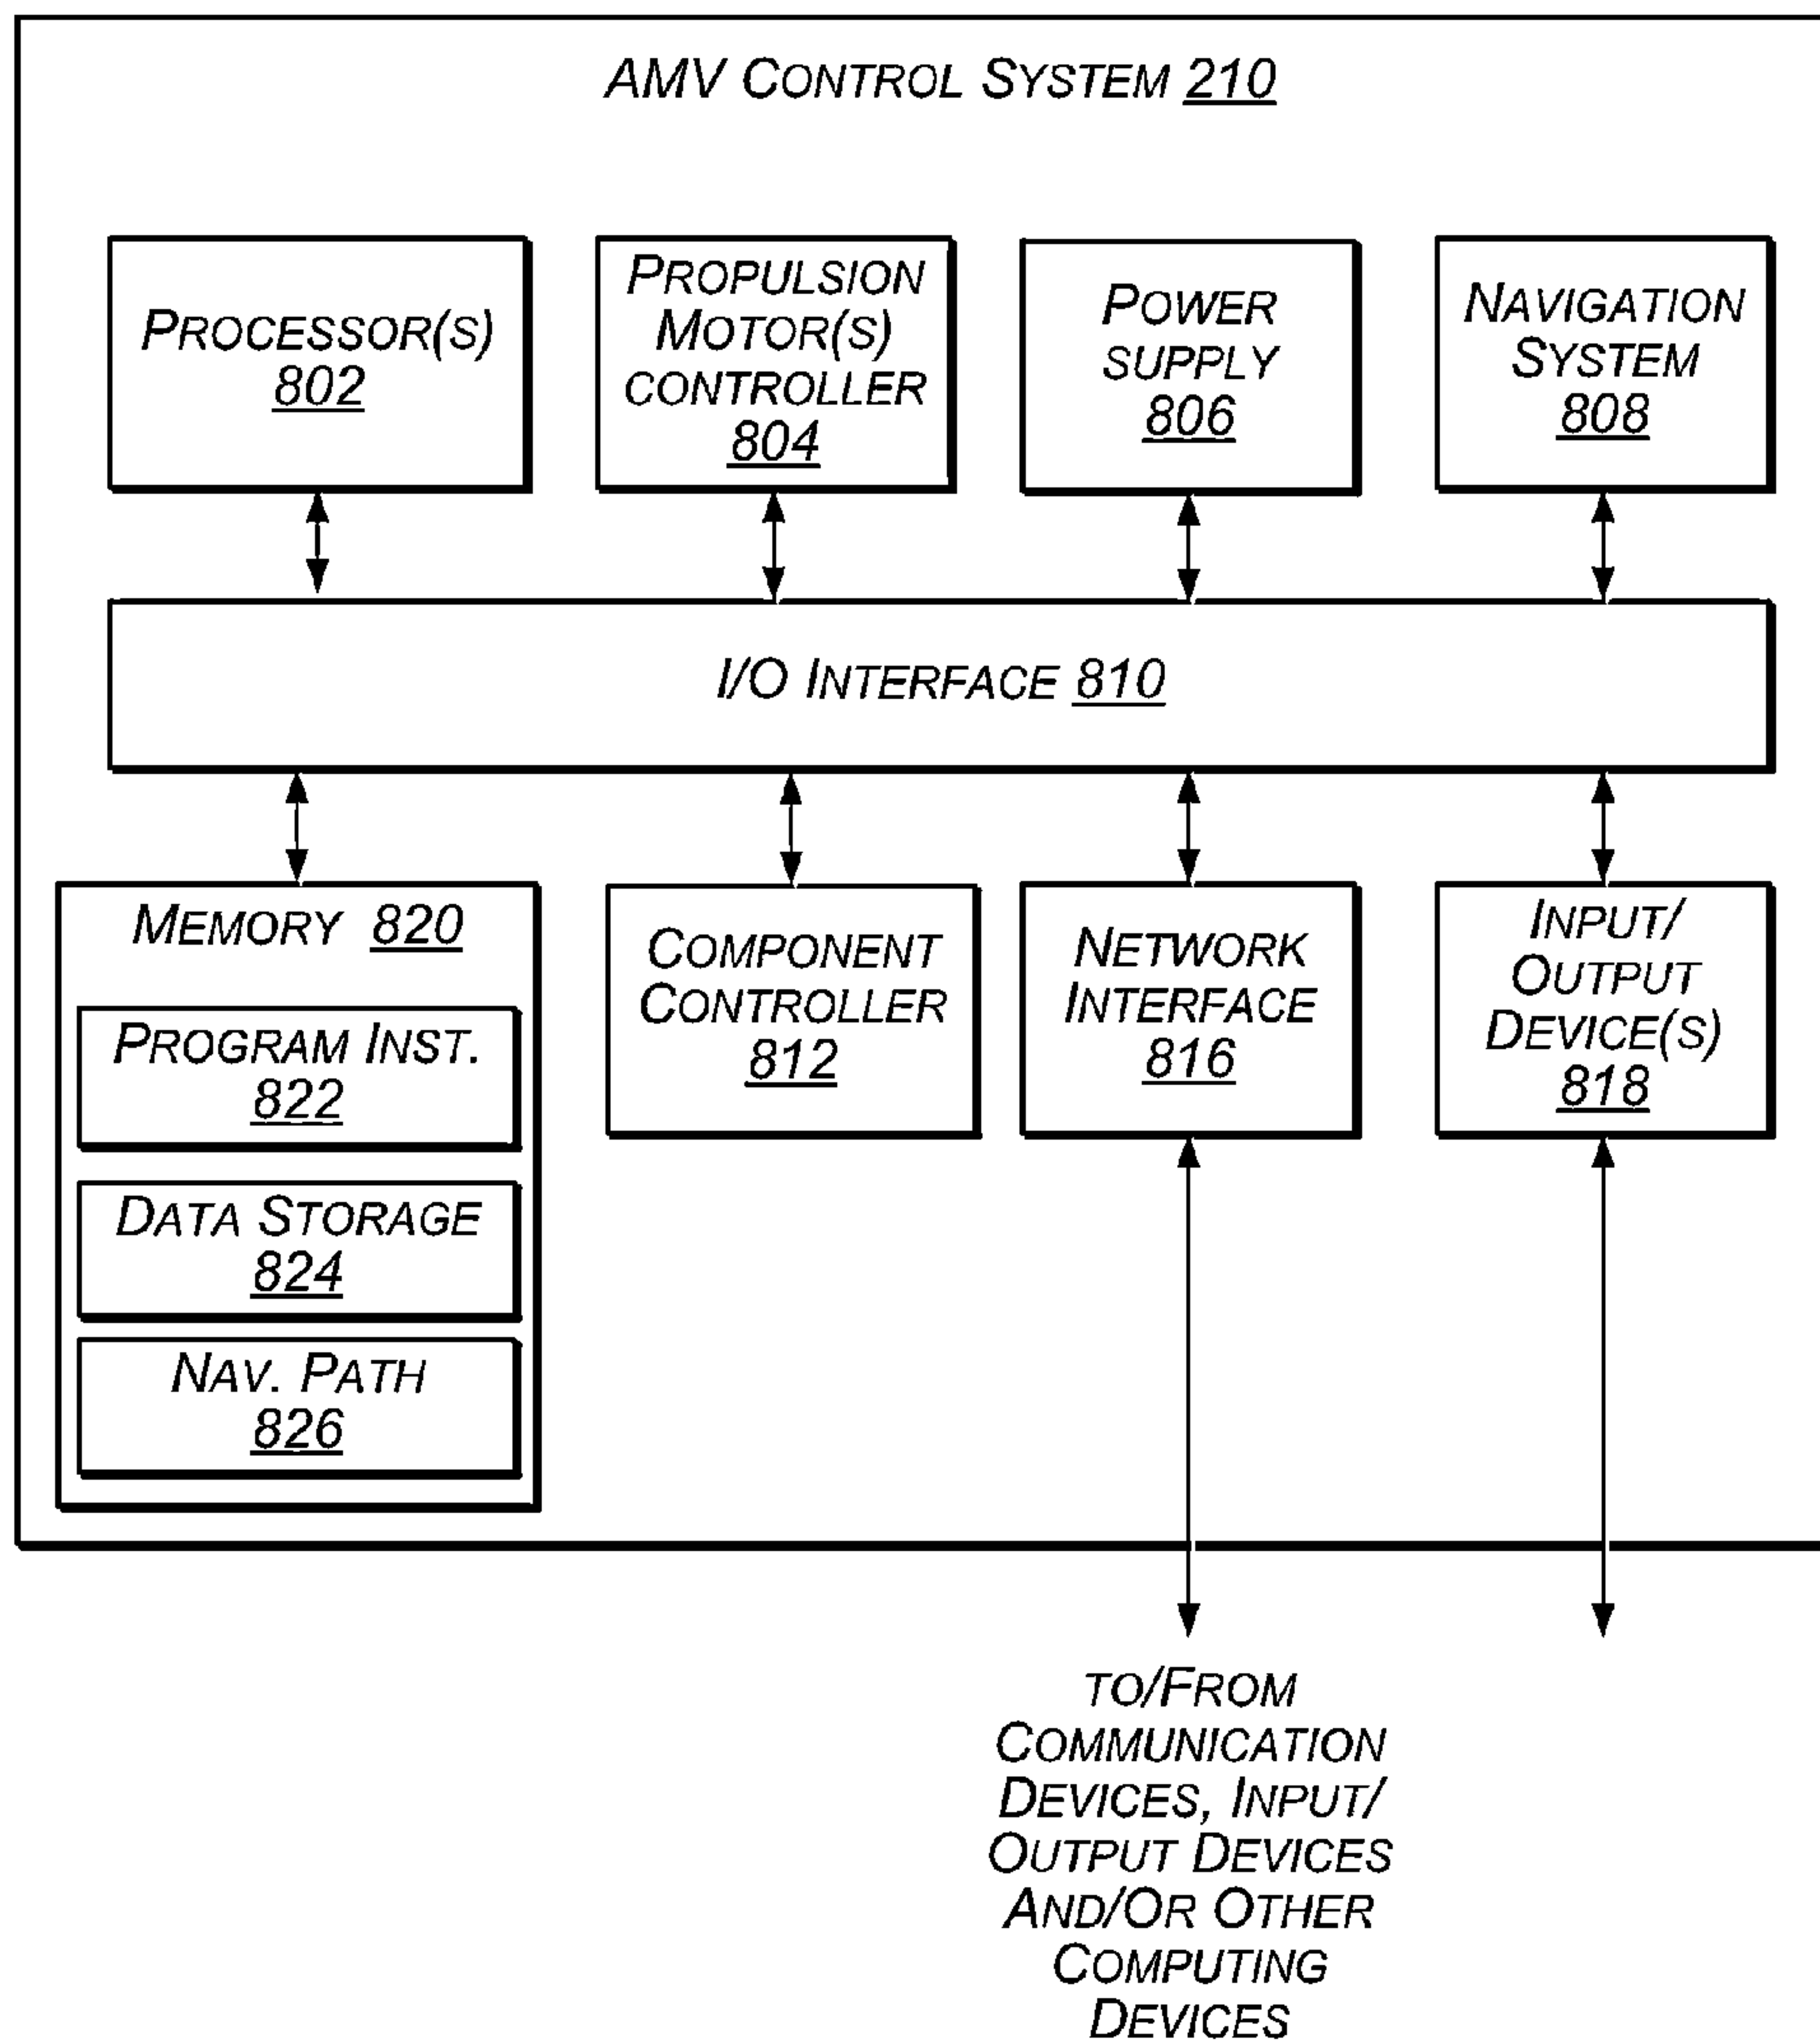 AMV CONTROL SYSTEM 210
PROCESSOR(S)
802
PROPULSION
MOTOR(S)
CONTROLLER
804
POWER
SUPPLY
806
NAVIGATION
SYSTEM
808
I/O INTERFACE 810
MEMORY 820
PROGRAM INST.
822
DATA STORAGE
824
NAV. PATH
826
COMPONENT
CONTROLLER
812
NETWORK
INTERFACE
816
INPUT/
OUTPUT
DEVICE(S)
818
TO/FROM
COMMUNICATION
DEVICES, INPUT/
OUTPUT DEVICES
AND/OR OTHER
COMPUTING
DEVICES